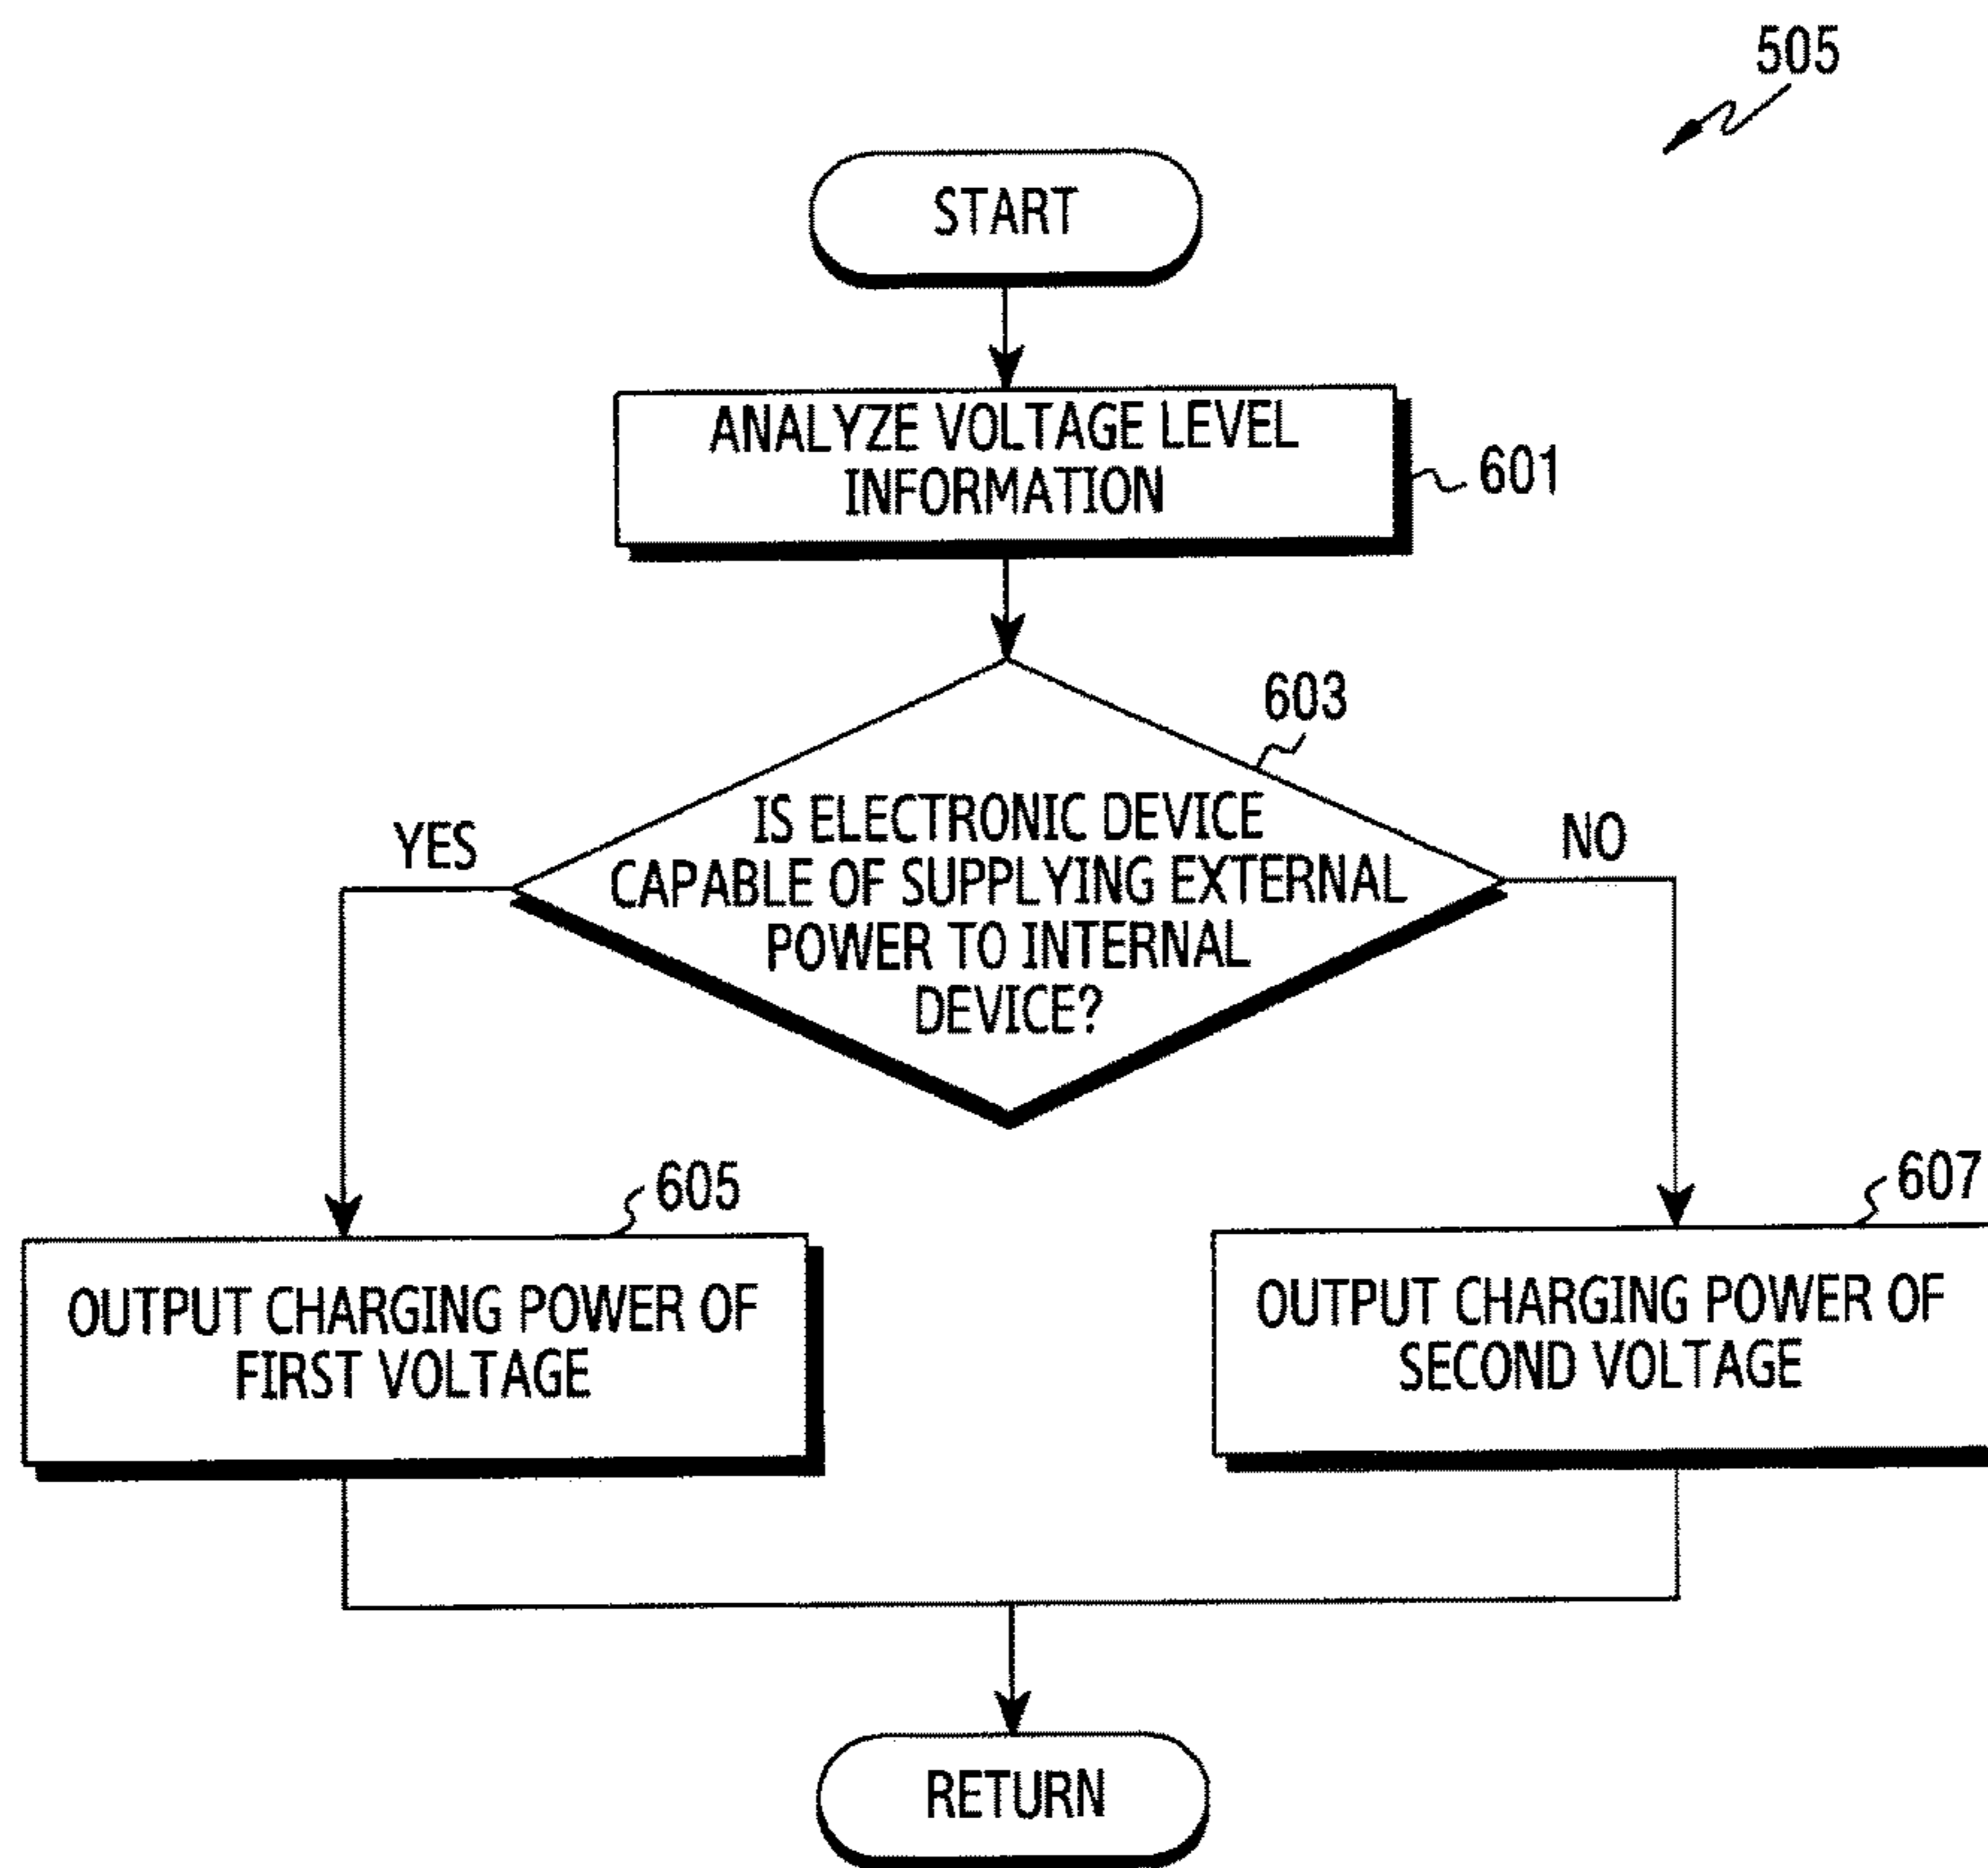 505
START
ANALYZE VOLTAGE LEVEL
INFORMATION
601
603
IS ELECTRONIC DEVICE
CAPABLE OF SUPPLYING EXTERNAL
POWER TO INTERNAL
DEVICE?
YES
NO
605
OUTPUT CHARGING POWER OF
FIRST VOLTAGE
607
OUTPUT CHARGING POWER OF
SECOND VOLTAGE
RETURN